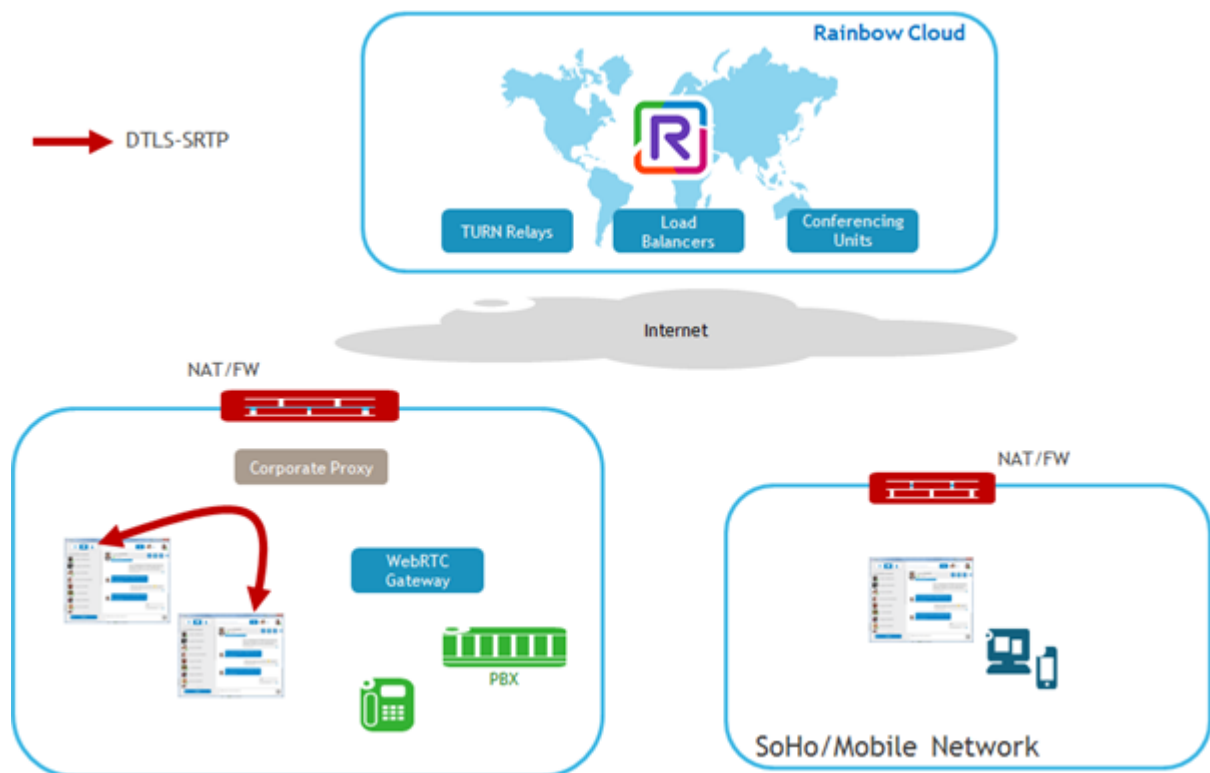 Rainbow Cloud
DTLS-SRTP
R
TURN Relays
Load
Balancers
Conferencing
Units
Internet
NAT/FW
Corporate Proxy
NAT/FW
WebRTC
Gateway
PBX
SoHo/Mobile Network